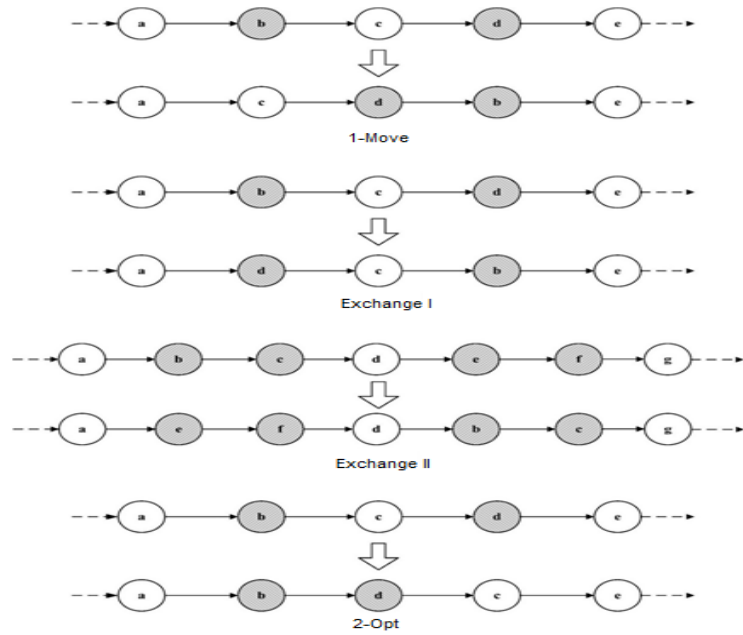 a b c d e
a c d b e
1-Move
a b c d e
a d c b e
Exchange I
a b c d e f g
a e f d b c g
Exchange II
a b c d e
a b d c e
2-Opt